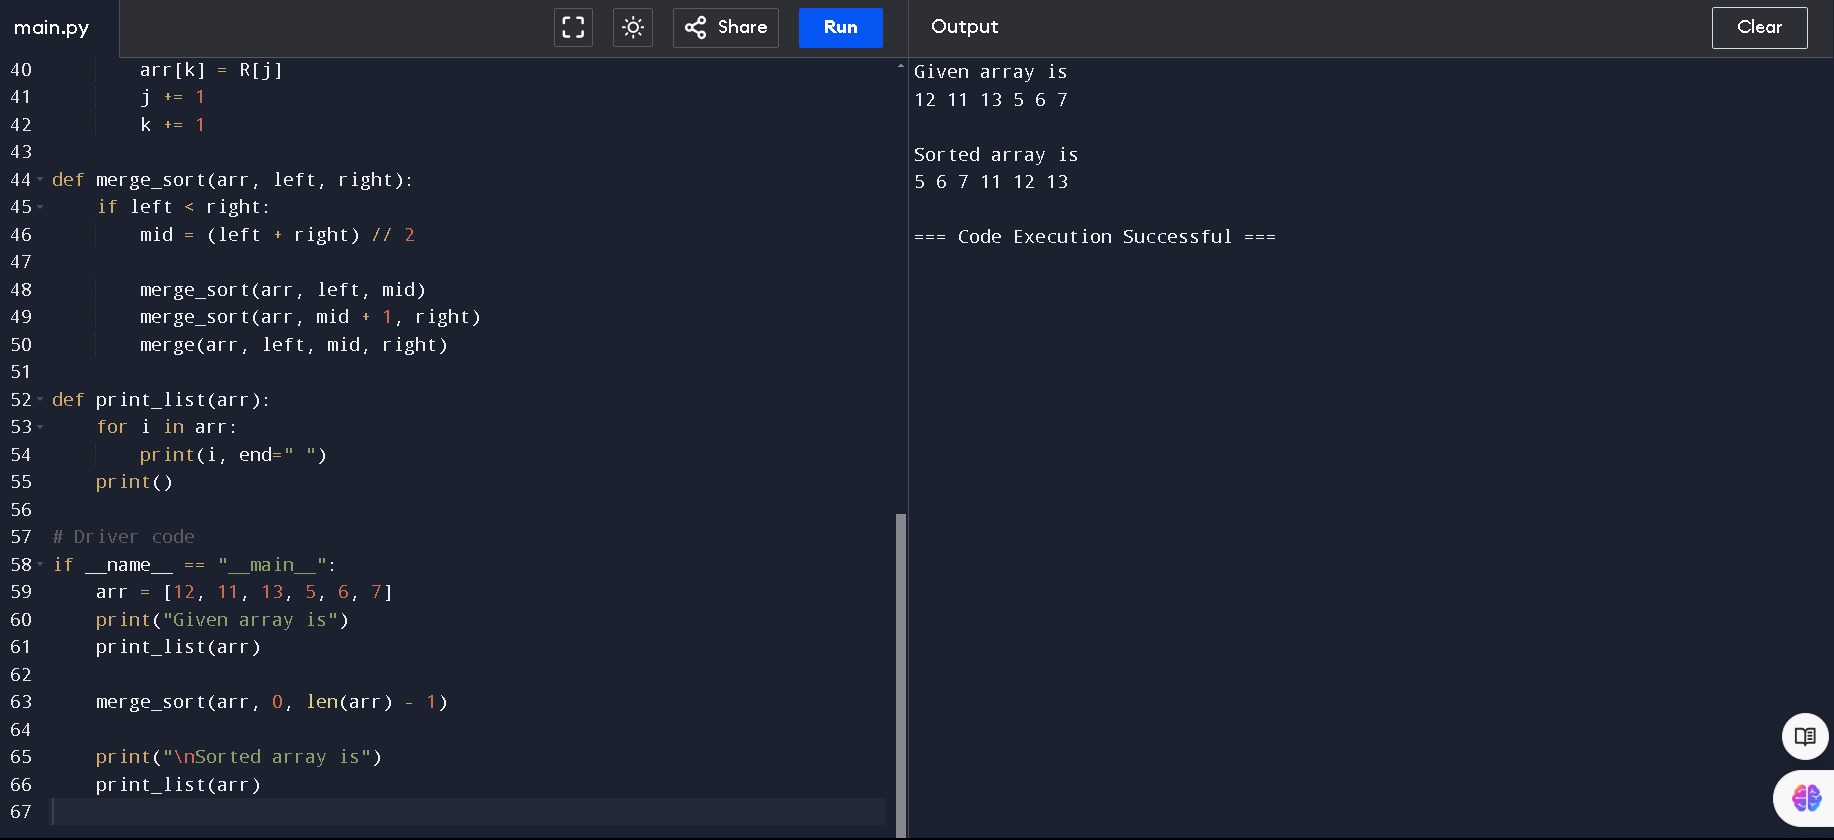 main.py
Share
Run
Output
Clear
40 arr[k] = R[j]
41 j += 1
42 k += 1
43
44 def merge_sort(arr, left, right):
45 if left < right:
46 mid = (left + right) // 2
47
48 merge_sort(arr, left, mid)
49 merge_sort(arr, mid + 1, right)
50 merge(arr, left, mid, right)
51
52 def print_list(arr):
53 for i in arr:
54 print(i, end=" ")
55 print()
56
57 # Driver code
58 if __name__ == "__main__":
59 arr = [12, 11, 13, 5, 6, 7]
60 print("Given array is")
61 print_list(arr)
62
63 merge_sort(arr, 0, len(arr) - 1)
64
65 print("\nSorted array is")
66 print_list(arr)
67
Given array is
12 11 13 5 6 7
Sorted array is
5 6 7 11 12 13
=== Code Execution Successful ===